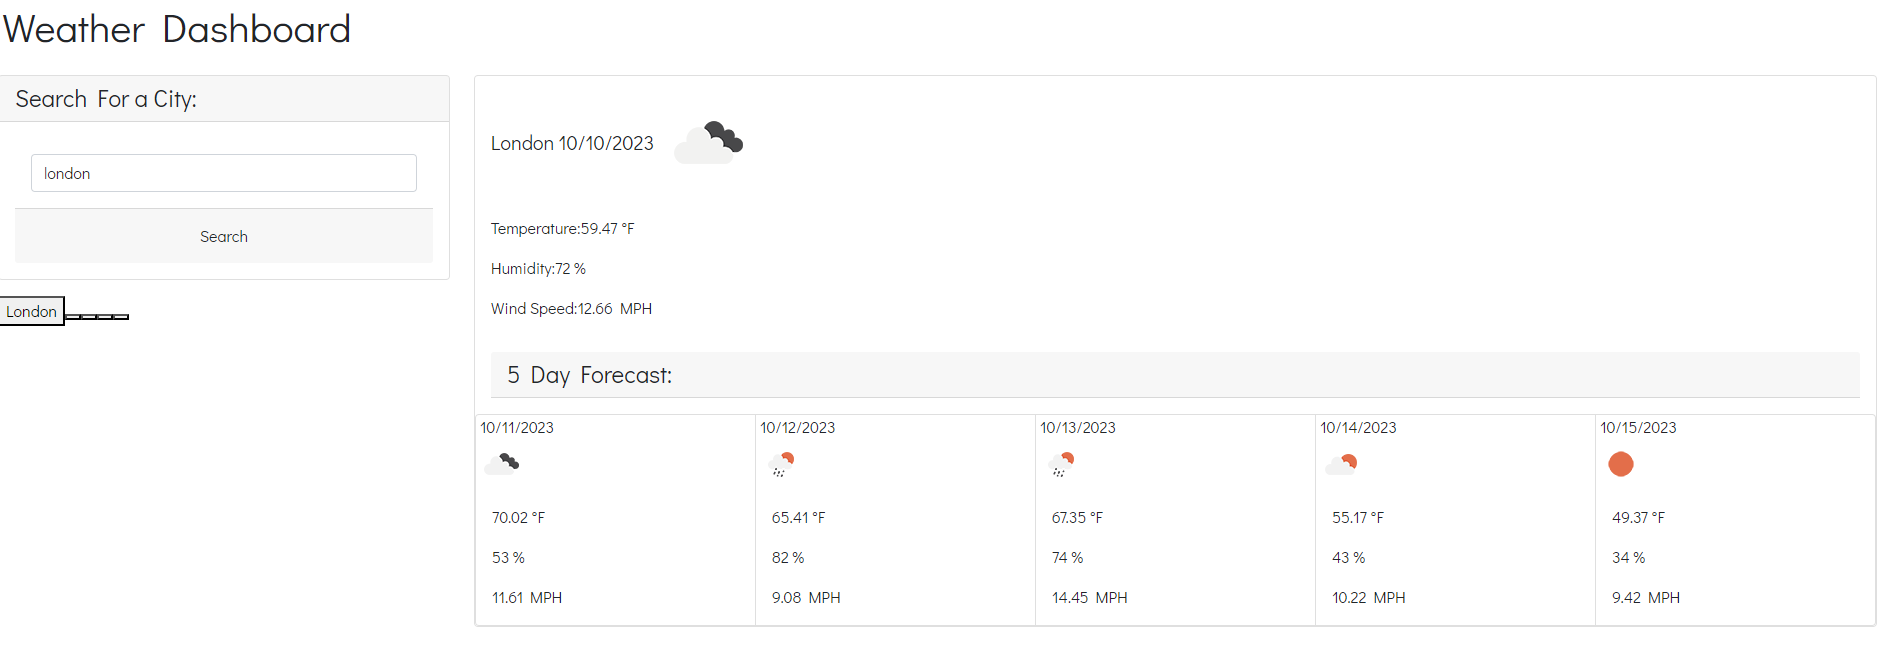 Weather Dashboard
Search For a City:
london
Search
London
London 10/10/2023
Temperature:59.47 °F
Humidity:72 %
Wind Speed:12.66 MPH
5 Day Forecast:
10/11/2023
70.02 °F
53 %
11.61 MPH
10/12/2023
65.41 °F
82 %
9.08 MPH
10/13/2023
67.35 °F
74 %
14.45 MPH
10/14/2023
55.17 °F
43 %
10.22 MPH
10/15/2023
49.37 °F
34 %
9.42 MPH